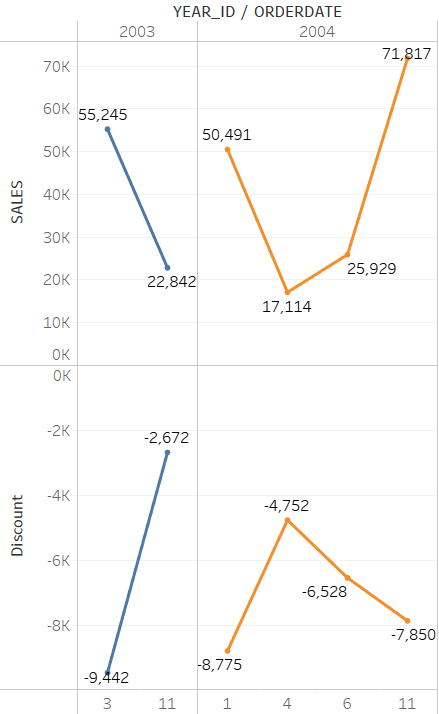 YEAR_ID / ORDERDATE
2003 2004
70K
60K
50K
40K
30K
20K
10K
0K
SALES
55,245
22,842
50,491
17,114
25,929
71,817
0K
-2K
-4K
-6K
-8K
Discount
-9,442
-2,672
-8,775
-4,752
-6,528
-7,850
3 11 1 4 6 11